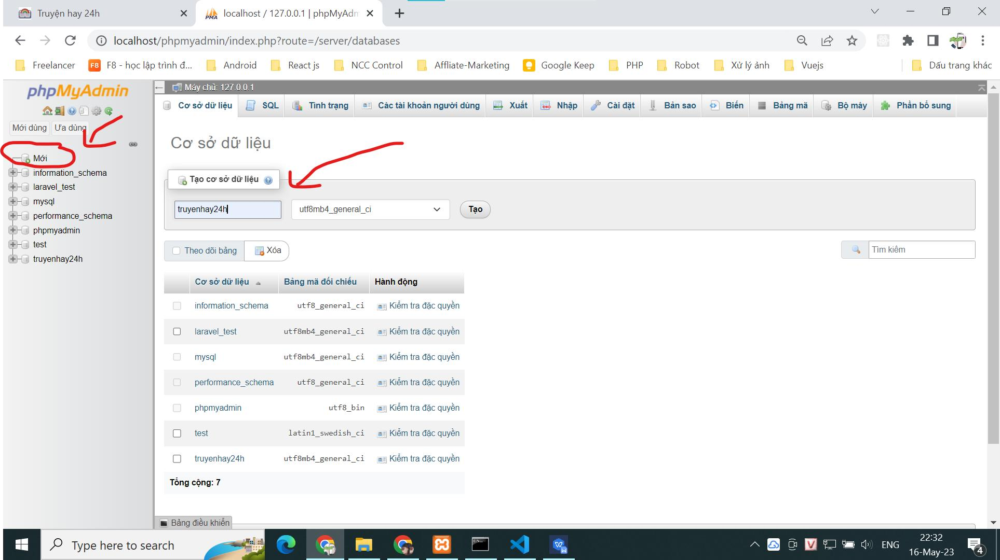 Truyện hay 24h
localhost / 127.0.0.1 | phpMyAdm
localhost/phpmyadmin/index.php?route=/server/databases
Freelancer
F8 - học lập trình đ...
Android
React js
NCC Control
Affliate-Marketing
Google Keep
PHP
Robot
Xử lý ảnh
Vuejs
Dấu trang khác
phpMyAdmin
Máy chủ: 127.0.0.1
Cơ sở dữ liệu
SQL
Tình trạng
Các tài khoản người dùng
Xuất
Nhập
Cài đặt
Bản sao
Biến
Bảng mã
Bộ máy
Phần bổ sung
Mới dùng
Ưa dùng
Mới
information_schema
laravel_test
mysql
performance_schema
phpmyadmin
test
truyenhay24h
Cơ sở dữ liệu
Tạo cơ sở dữ liệu
truyenhay24h
utf8mb4_general_ci
Tạo
Theo dõi bảng
Xóa
Tìm kiếm
Cơ sở dữ liệu Bảng mã đối chiếu Hành động
information_schema utf8_general_ci Kiểm tra đặc quyền
laravel_test utf8mb4_general_ci Kiểm tra đặc quyền
mysql utf8mb4_general_ci Kiểm tra đặc quyền
performance_schema utf8_general_ci Kiểm tra đặc quyền
phpmyadmin utf8_bin Kiểm tra đặc quyền
test latin1_swedish_ci Kiểm tra đặc quyền
truyenhay24h utf8mb4_general_ci Kiểm tra đặc quyền
Tổng cộng: 7
Bảng điều khiển
Type here to search
ENG
22:32
16-May-23
4